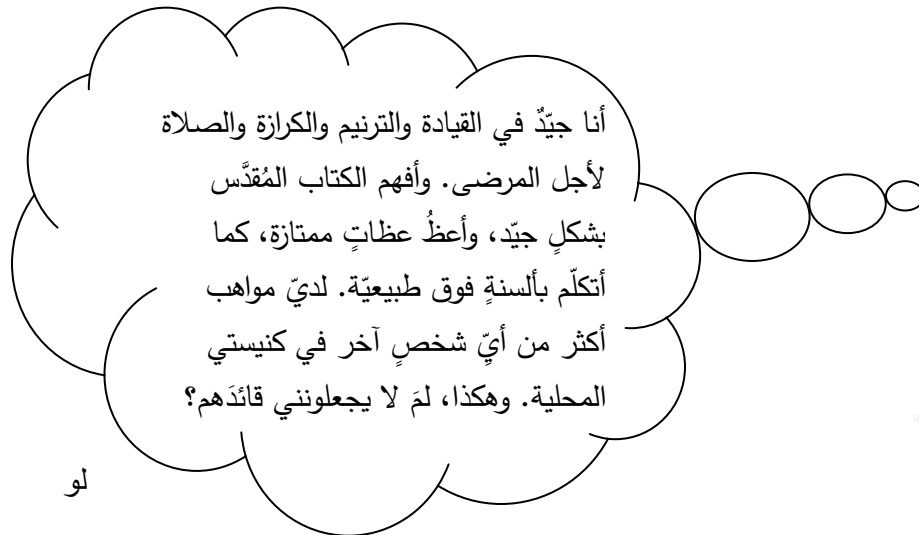 أنا جيّدٌ في القيادة والترنيم والكرازة والصلاة
لأجل المرضى. وأفهم الكتاب المُقدَّس
بشكلٍ جيّد، وأعظُ عظاتٍ ممتازة، كما
أتكلّم بألسنةٍ فوق طبيعيّة. لديّ مواهب
أكثر من أيِّ شخصٍ آخر في كنيستي
المحلية. وهكذا، لمَ لا يجعلونني قائدَهم؟
لو